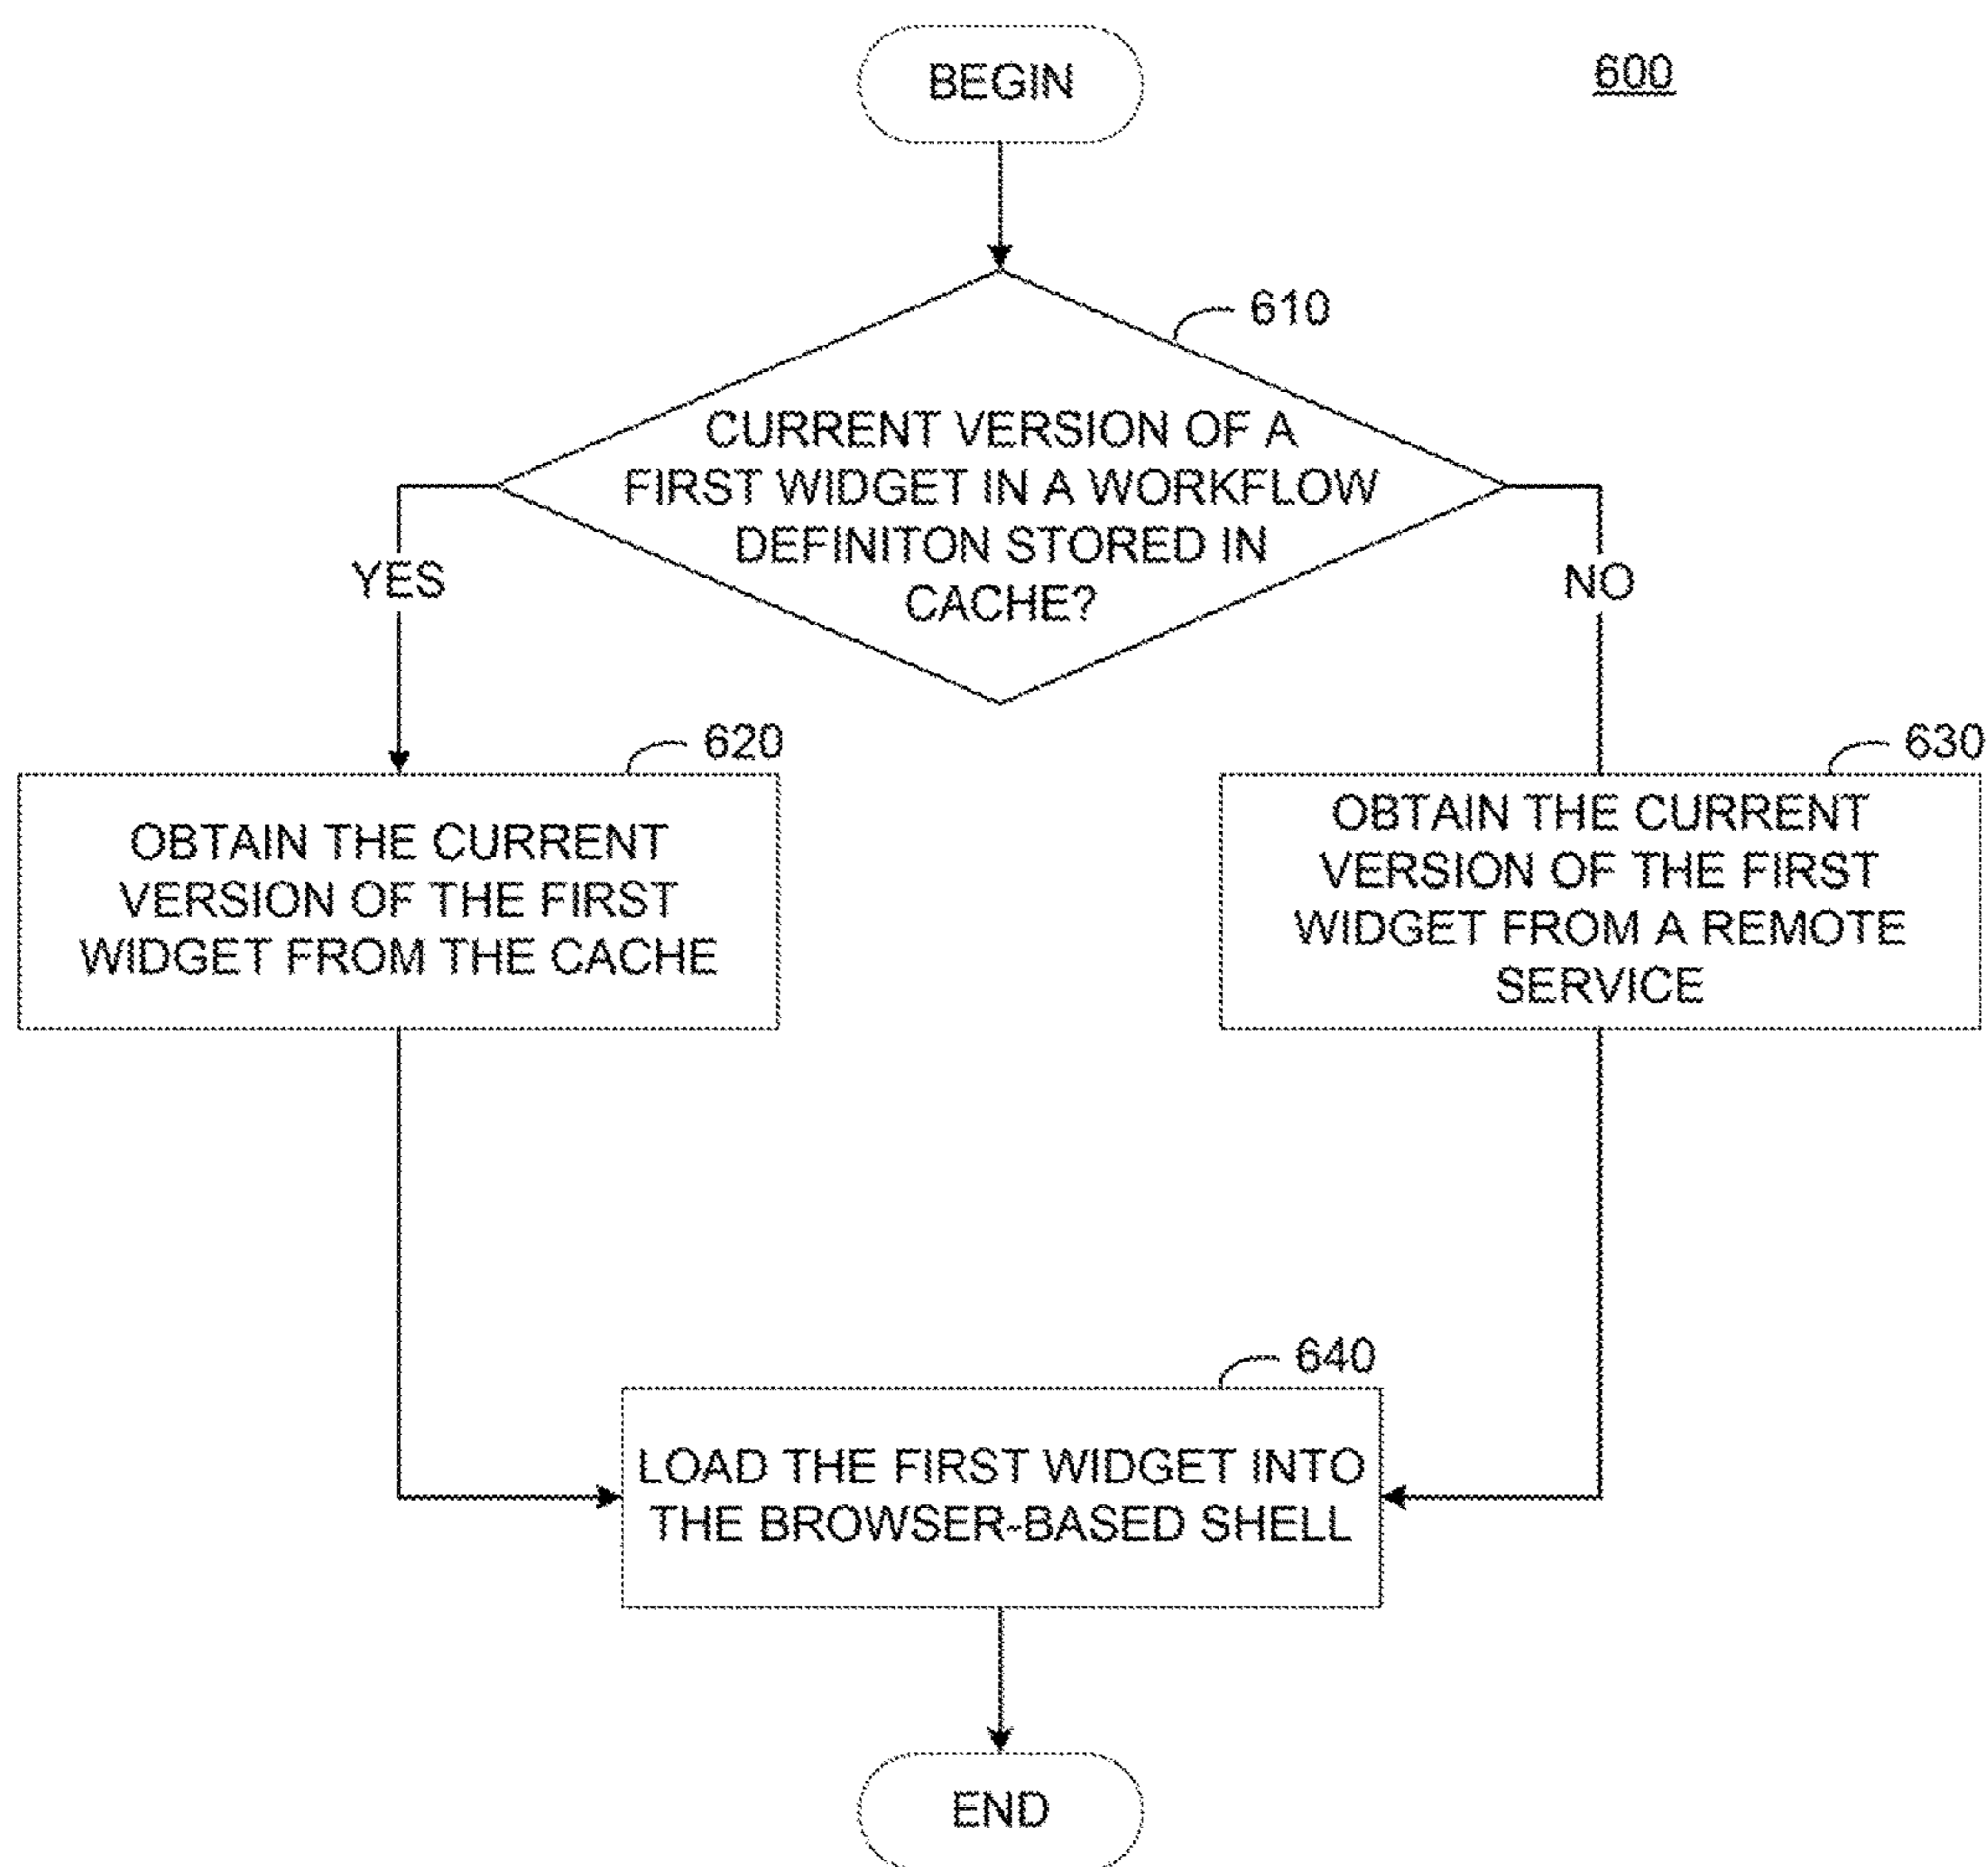 BEGIN
600
610
CURRENT VERSION OF A
FIRST WIDGET IN A WORKFLOW
DEFINITON STORED IN
CACHE?
YES
NO
620
OBTAIN THE CURRENT
VERSION OF THE FIRST
WIDGET FROM THE CACHE
630
OBTAIN THE CURRENT
VERSION OF THE FIRST
WIDGET FROM A REMOTE
SERVICE
640
LOAD THE FIRST WIDGET INTO
THE BROWSER-BASED SHELL
END